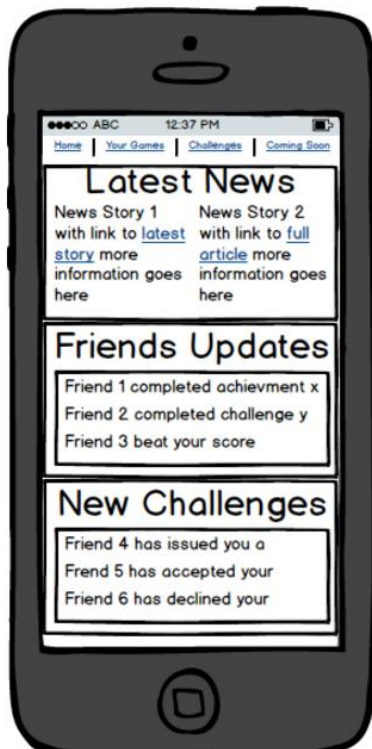 ABC 12:37 PM
Home Your Games Challenges Coming Soon
Latest News
News Story 1
with link to latest
story more
information goes
here
News Story 2
with link to full
article more
information goes
here
Friends Updates
Friend 1 completed achievment x
Friend 2 completed challenge y
Friend 3 beat your score
New Challenges
Friend 4 has issued you a
Frend 5 has accepted your
Friend 6 has declined your